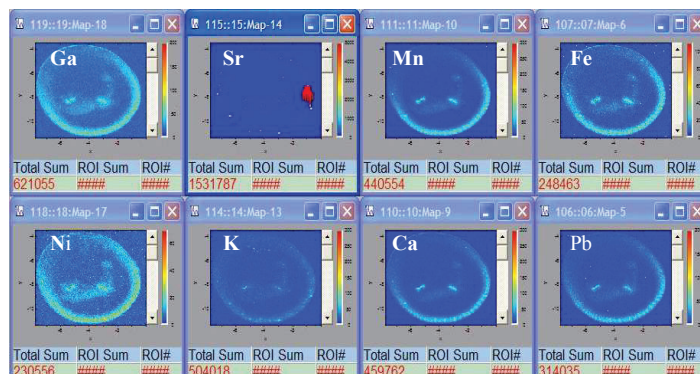 119::19:Map-18
Ga
Total Sum ROI Sum ROI#
621055 #### ####
115::15:Map-14
Sr
Total Sum ROI Sum ROI#
1531787 #### ####
111::11:Map-10
Mn
Total Sum ROI Sum ROI#
440554 #### ####
107::07:Map-6
Fe
Total Sum ROI Sum ROI#
248463 #### ####
118::18:Map-17
Ni
Total Sum ROI Sum ROI#
230556 #### ####
114::14:Map-13
K
Total Sum ROI Sum ROI#
504018 #### ####
110::10:Map-9
Ca
Total Sum ROI Sum ROI#
459762 #### ####
106::06:Map-5
Pb
Total Sum ROI Sum ROI#
314035 #### ####